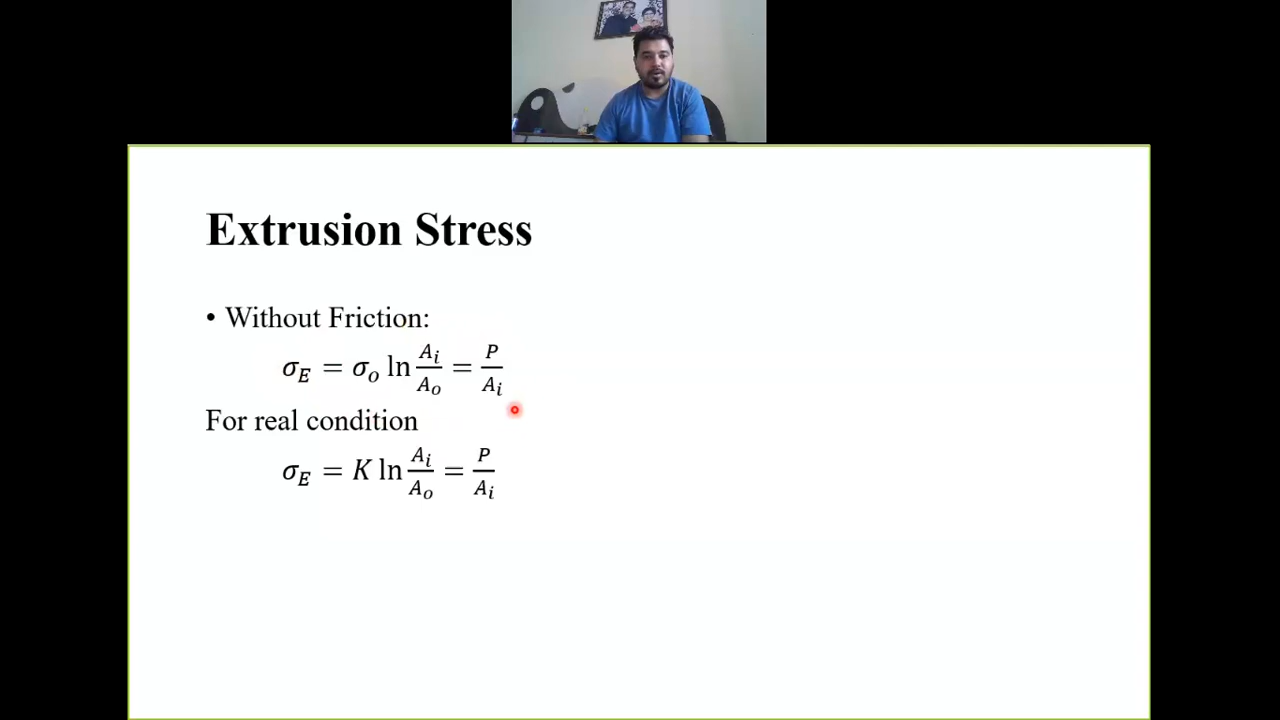 Extrusion Stress
• Without Friction:
σ_E = σ_o ln A_i/A_o = P/A_i
For real condition
σ_E = K ln A_i/A_o = P/A_i